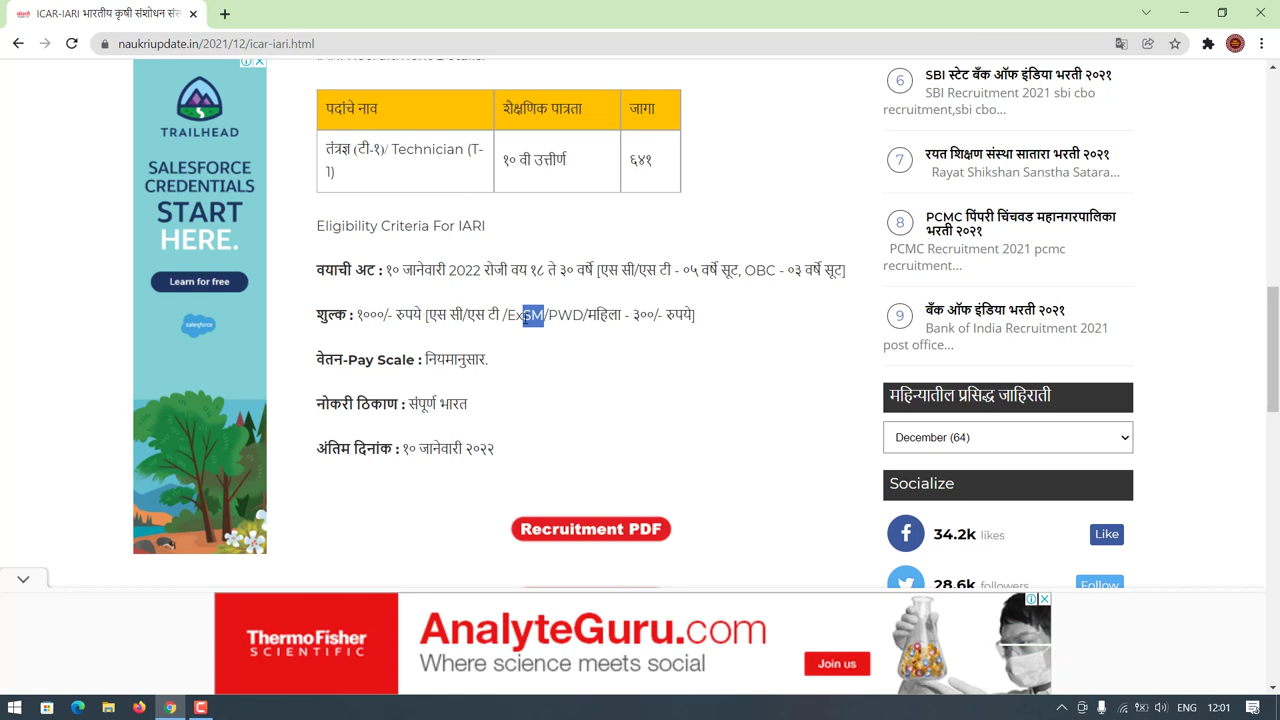 ICAR-IARI भारतीय कृषी संशोधन संस
naukriupdate.in/2021/12/icar-iari.html
TRAILHEAD
SALESFORCE
CREDENTIALS
START
HERE.
Learn for free
salesforce
पदांचे नाव
शैक्षणिक पात्रता
जागा
तंत्रज्ञ (टी-१)/ Technician (T-
1)
१० वी उत्तीर्ण
६४१
Eligibility Criteria For IARI
वयाची अट : १० जानेवारी 2022 रोजी वय १८ ते ३० वर्षे [एस सी/एस टी - ०५ वर्षे सूट, OBC - ०३ वर्षे सूट]
शुल्क : १०००/- रुपये [एस सी/एस टी /ExSM/PWD/महिला - ३००/- रुपये]
वेतन-Pay Scale : नियमानुसार.
नोकरी ठिकाण : संपूर्ण भारत
अंतिम दिनांक : १० जानेवारी २०२२
Recruitment PDF
6
SBI स्टेट बँक ऑफ इंडिया भरती २०२१
SBI Recruitment 2021 sbi cbo
recruitment,sbi cbo...
7
रयत शिक्षण संस्था सातारा भरती २०२१
Rayat Shikshan Sanstha Satara...
8
PCMC पिंपरी चिंचवड महानगरपालिका
भरती २०२१
PCMC Recruitment 2021 pcmc
recruitment...
9
बँक ऑफ इंडिया भरती २०२१
Bank of India Recruitment 2021
post office...
महिन्यातील प्रसिद्ध जाहिराती
December (64)
Socialize
34.2k likes
Like
28.6k followers
Follow
ThermoFisher
SCIENTIFIC
AnalyteGuru.com
Where science meets social
Join us
ENG
12:01